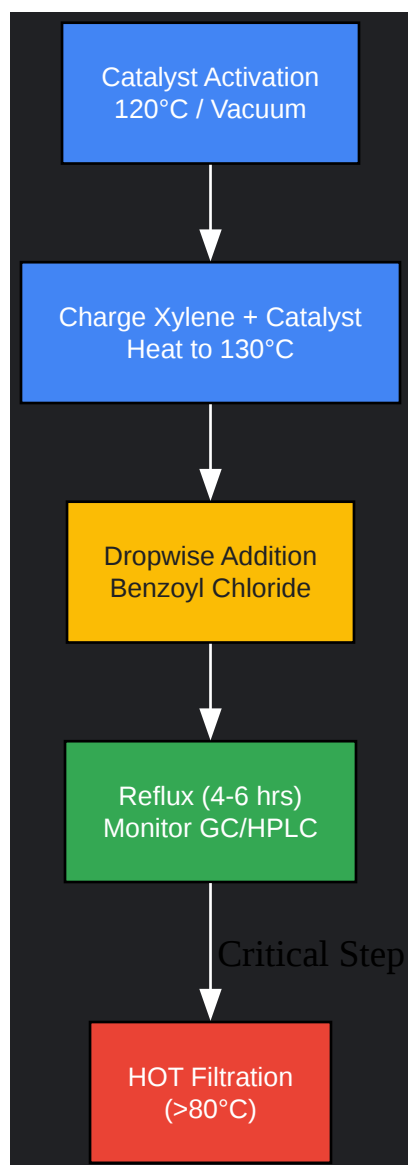 Catalyst Activation
120°C / Vacuum
Charge Xylene + Catalyst
Heat to 130°C
Dropwise Addition
Benzoyl Chloride
Reflux (4-6 hrs)
Monitor GC/HPLC
Critical Step
HOT Filtration
(>80°C)